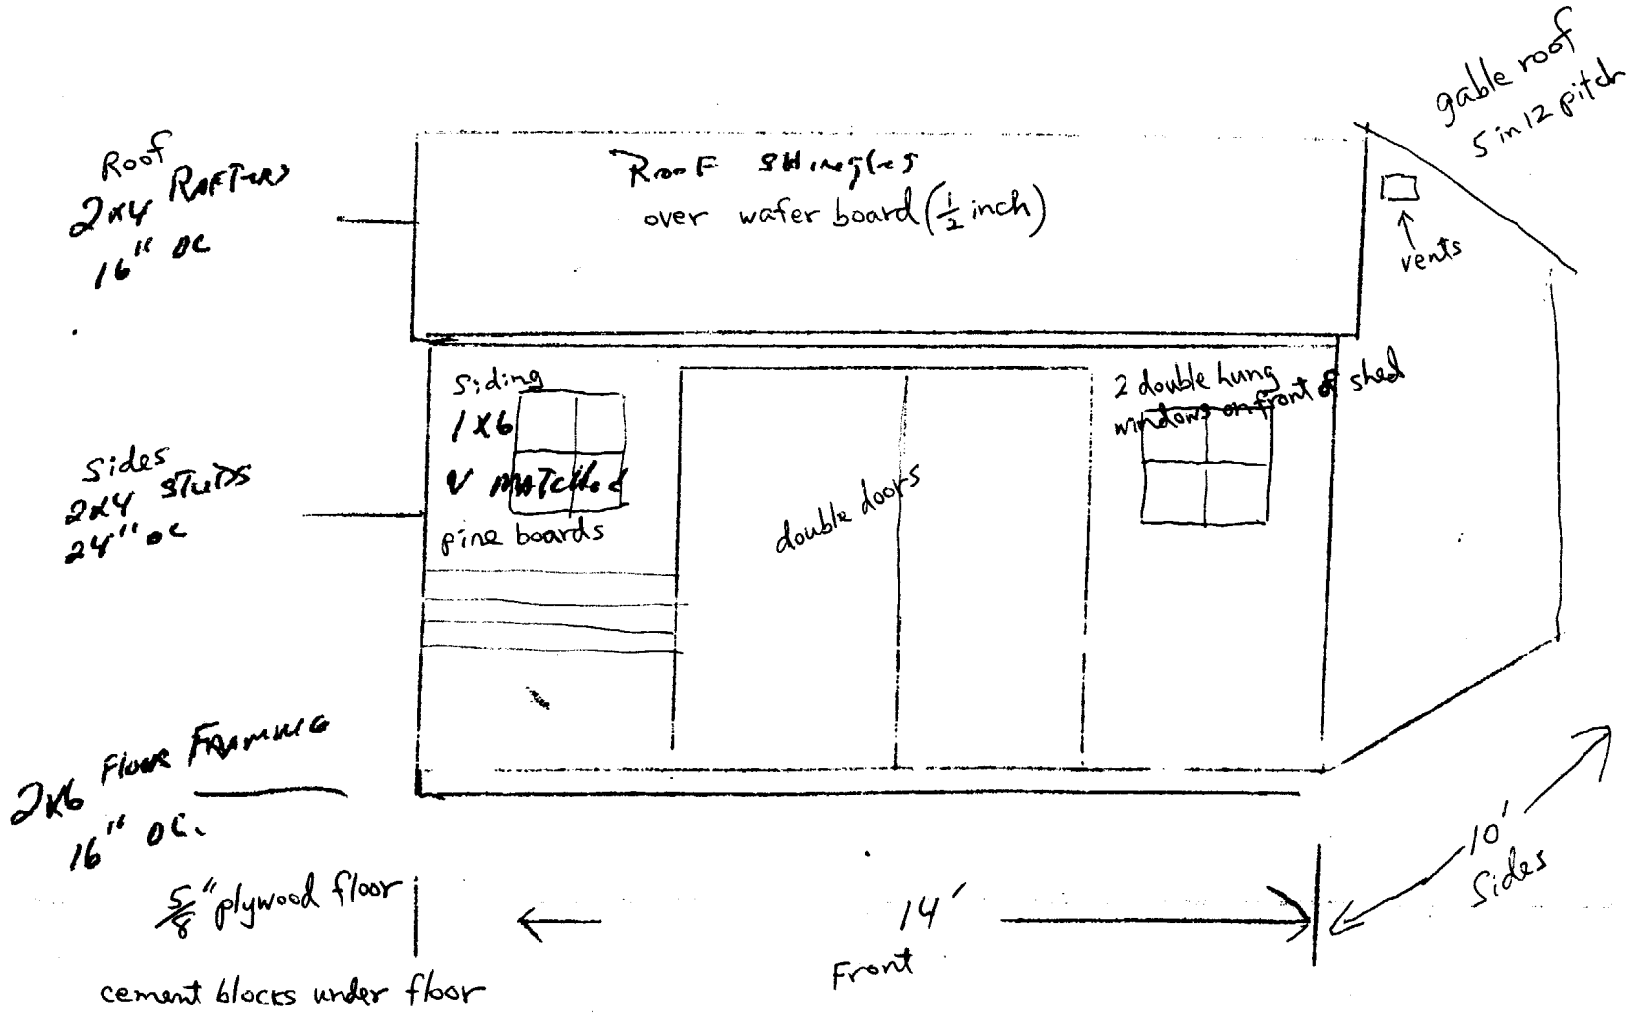 gable roof
5 in 12 pitch
Roof
2x4 RAFTERS
16" OC
Roof shingles
over wafer board (1/2 inch)
vents
siding
1x6
V MATCHED
pine boards
double doors
2 double hung
windows on front of shed
Sides
2x4 STUDS
24" OC
2x6 Floor FRAMING
16" OC.
5/8" plywood floor
cement blocks under floor
14'
Front
10'
Sides